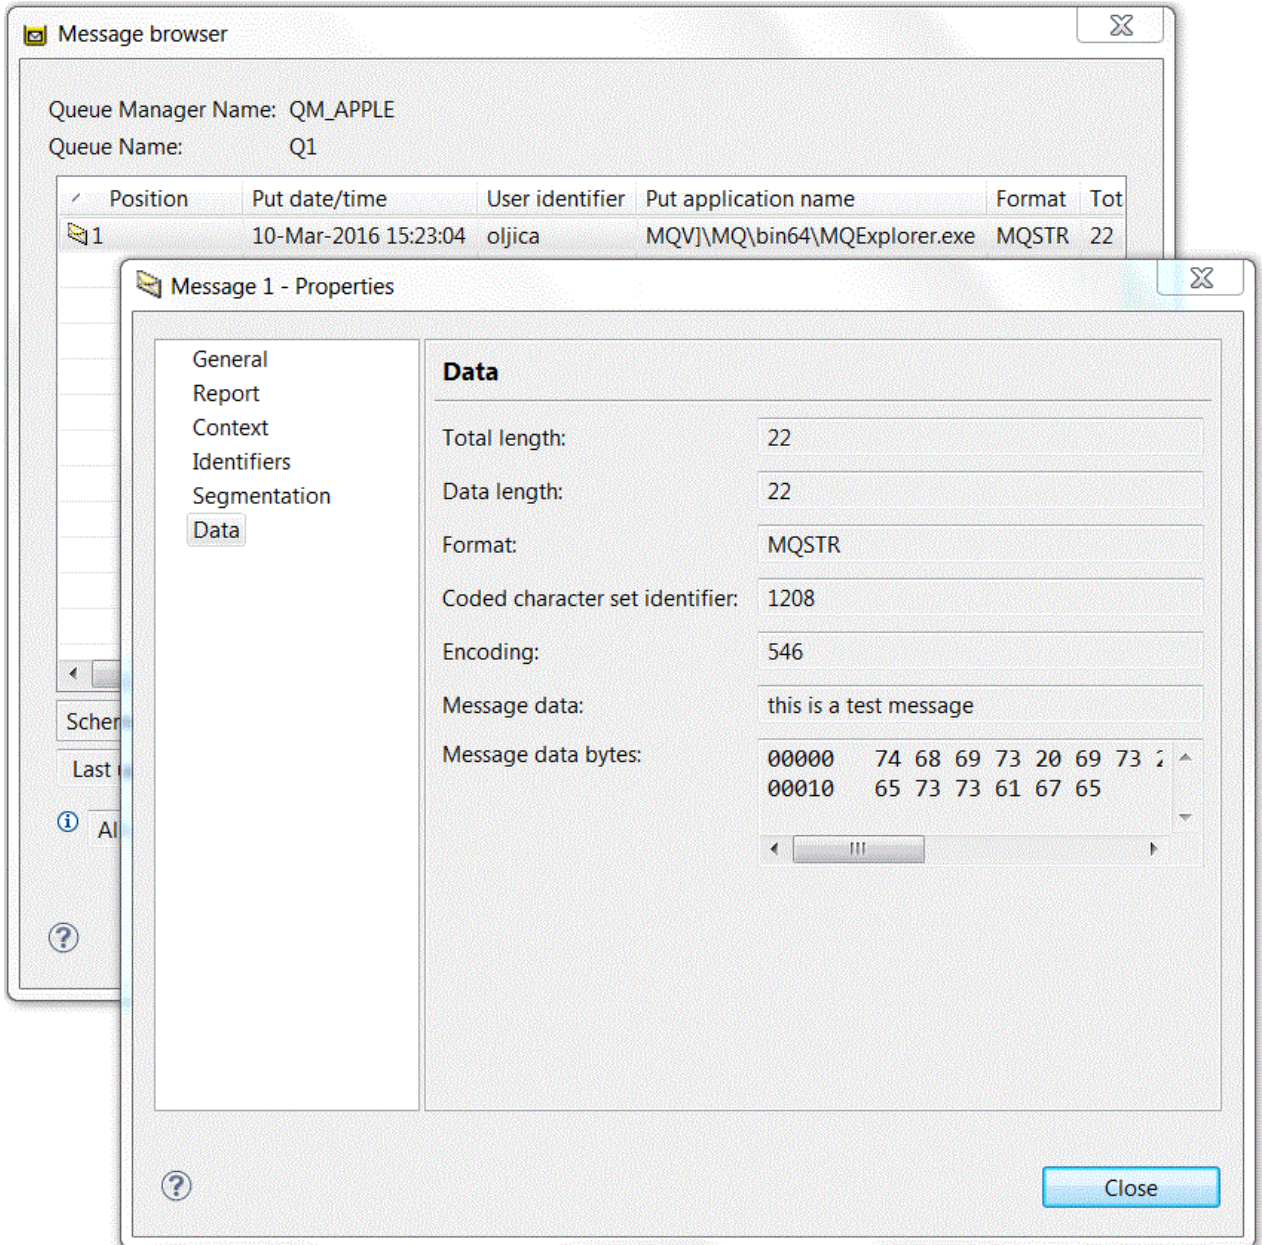 Message browser
Queue Manager Name: QM_APPLE
Queue Name: Q1
Position Put date/time User identifier Put application name Format Tot
1 10-Mar-2016 15:23:04 oljica MQV]\MQ\bin64\MQExplorer.exe MQSTR 22
Message 1 - Properties
General
Report
Context
Identifiers
Segmentation
Data
Data
Total length: 22
Data length: 22
Format: MQSTR
Coded character set identifier: 1208
Encoding: 546
Message data: this is a test message
Message data bytes: 00000 74 68 69 73 20 69 73
00010 65 73 73 61 67 65
Scher
Last
Al
Close